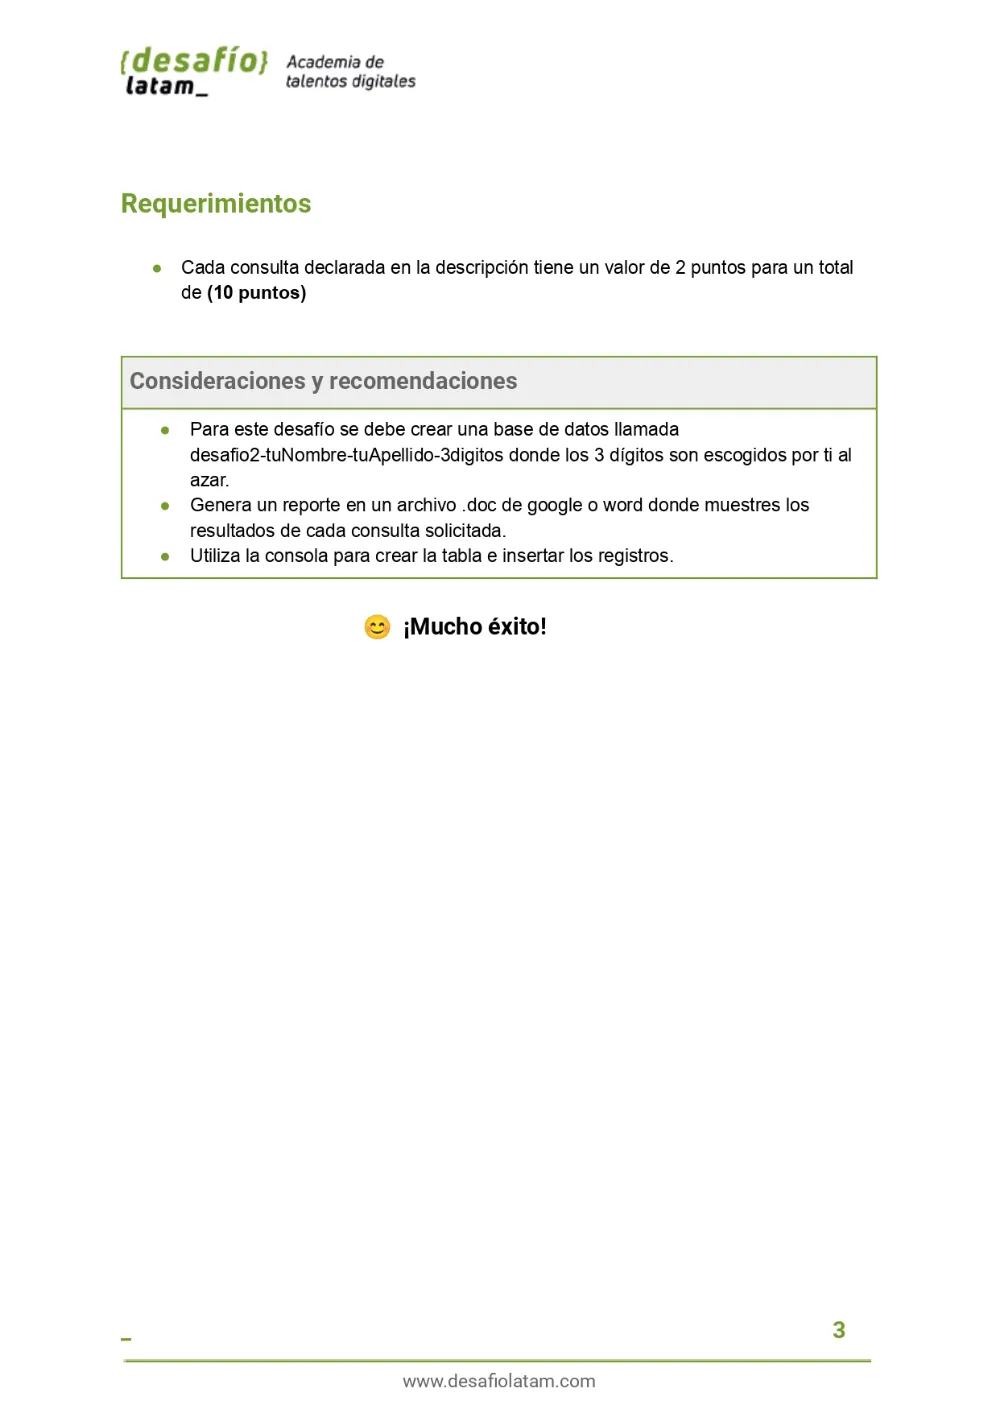 {desafío}
latam_
Academia de
talentos digitales
Requerimientos
● Cada consulta declarada en la descripción tiene un valor de 2 puntos para un total
de (10 puntos)
Consideraciones y recomendaciones
● Para este desafío se debe crear una base de datos llamada
desafio2-tuNombre-tuApellido-3digitos donde los 3 dígitos son escogidos por ti al
azar.
● Genera un reporte en un archivo .doc de google o word donde muestres los
resultados de cada consulta solicitada.
● Utiliza la consola para crear la tabla e insertar los registros.
😊 ¡Mucho éxito!
_
3
www.desafiolatam.com